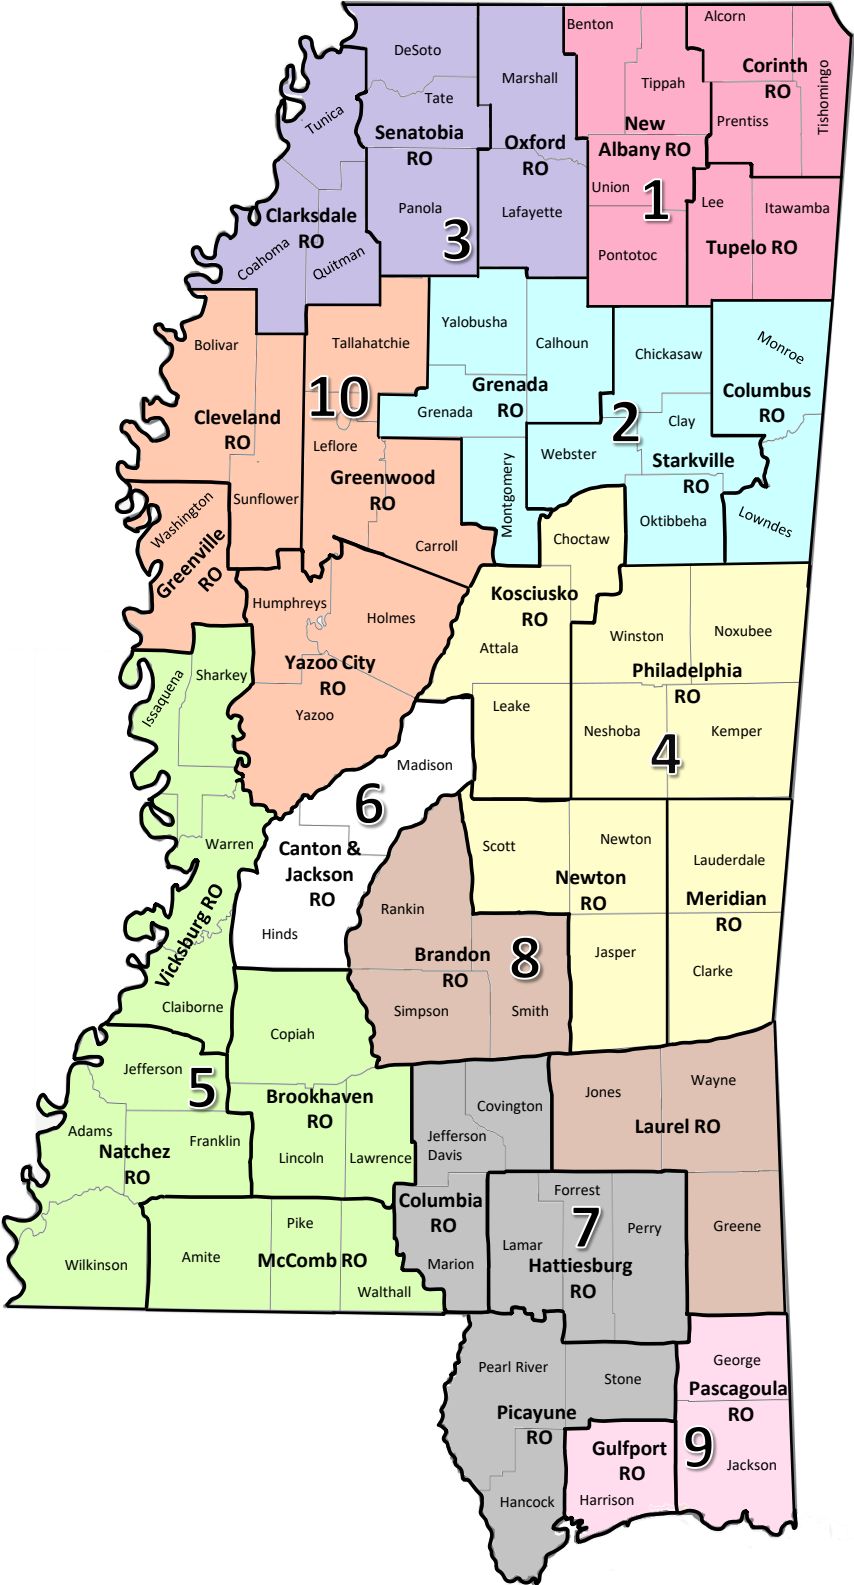 Benton
Alcorn
DeSoto
Corinth
RO
Tishomingo
Marshall
Tippah
Tate
Tunica
Prentiss
New
Albany RO
Senatobia
RO
Oxford
RO
Union
1
Lee
Itawamba
Panola
Lafayette
Clarksdale
RO
3
Coahoma
Quitman
Pontotoc
Tupelo RO
Yalobusha
Bolivar
Tallahatchie
Calhoun
Chickasaw
Monroe
10
Grenada
RO
Columbus
RO
Cleveland
RO
Grenada
2
Clay
Leflore
Webster
Starkville
RO
Greenwood
RO
Sunflower
Montgomery
Washington
Oktibbeha
Lowndes
Greenville
RO
Carroll
Choctaw
Humphreys
Holmes
Kosciusko
RO
Attala
Winston
Noxubee
Yazoo City
RO
Philadelphia
RO
Sharkey
Issaquena
Yazoo
Leake
Neshoba
Kemper
4
Madison
6
Warren
Canton &
Jackson
RO
Scott
Newton
Lauderdale
Newton
RO
Meridian
RO
Vicksburg RO
Rankin
Hinds
Brandon
RO
8
Jasper
Clarke
Claiborne
Simpson
Smith
Copiah
Jefferson
5
Brookhaven
RO
Covington
Jones
Wayne
Laurel RO
Adams
Franklin
Natchez
RO
Lincoln
Lawrence
Jefferson
Davis
Columbia
RO
Forrest
7
Perry
Greene
Pike
Wilkinson
Amite
McComb RO
Lamar
Marion
Hattiesburg
RO
Walthall
Pearl River
Stone
George
Pascagoula
RO
Picayune
RO
Gulfport
RO
9
Jackson
Hancock
Harrison